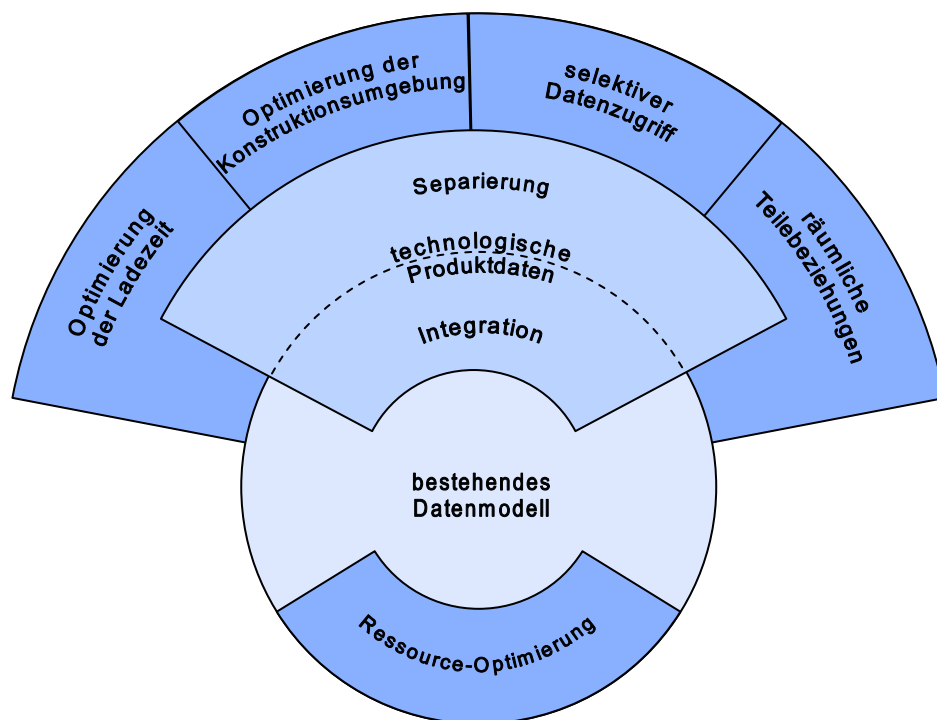 Optimierung der
Konstruktionsumgebung
selektiver
Datenzugriff
Optimierung
der Ladezeit
räumliche
Teilebeziehungen
Separierung
technologische
Produktdaten
Integration
bestehendes
Datenmodell
Ressource-Optimierung